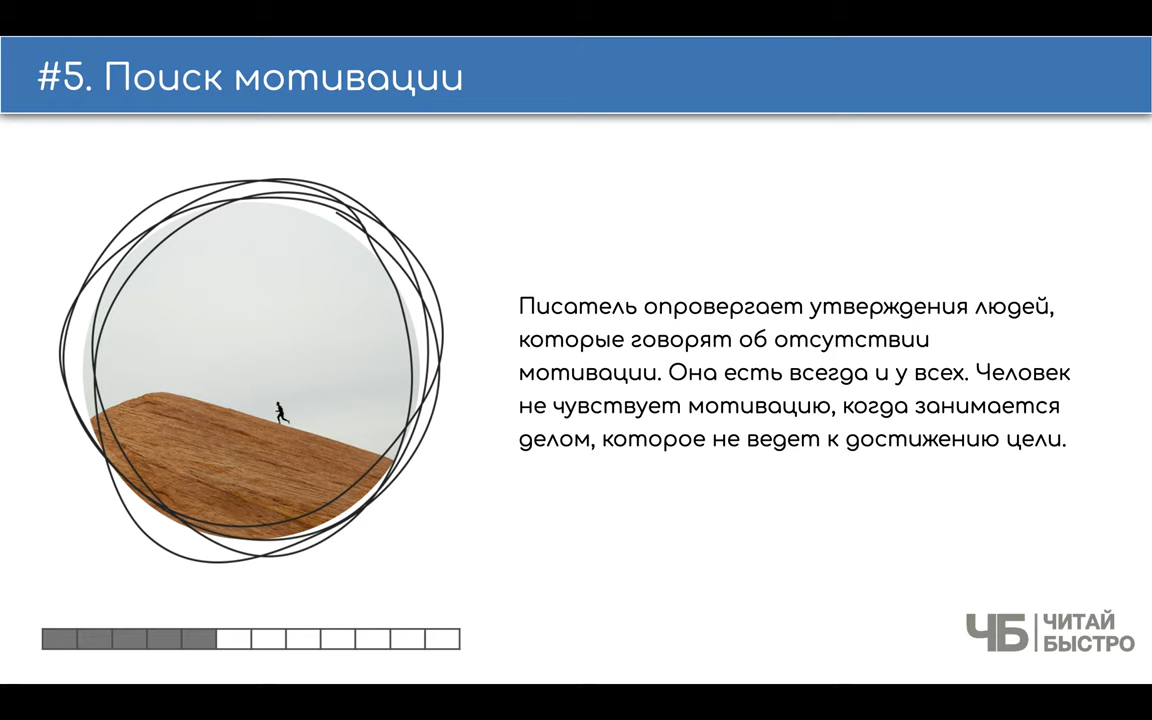 #5. Поиск мотивации
Писатель опровергает утверждения людей,
которые говорят об отсутствии
мотивации. Она есть всегда и у всех. Человек
не чувствует мотивацию, когда занимается
делом, которое не ведет к достижению цели.
ЧБ
ЧИТАЙ
БЫСТРО